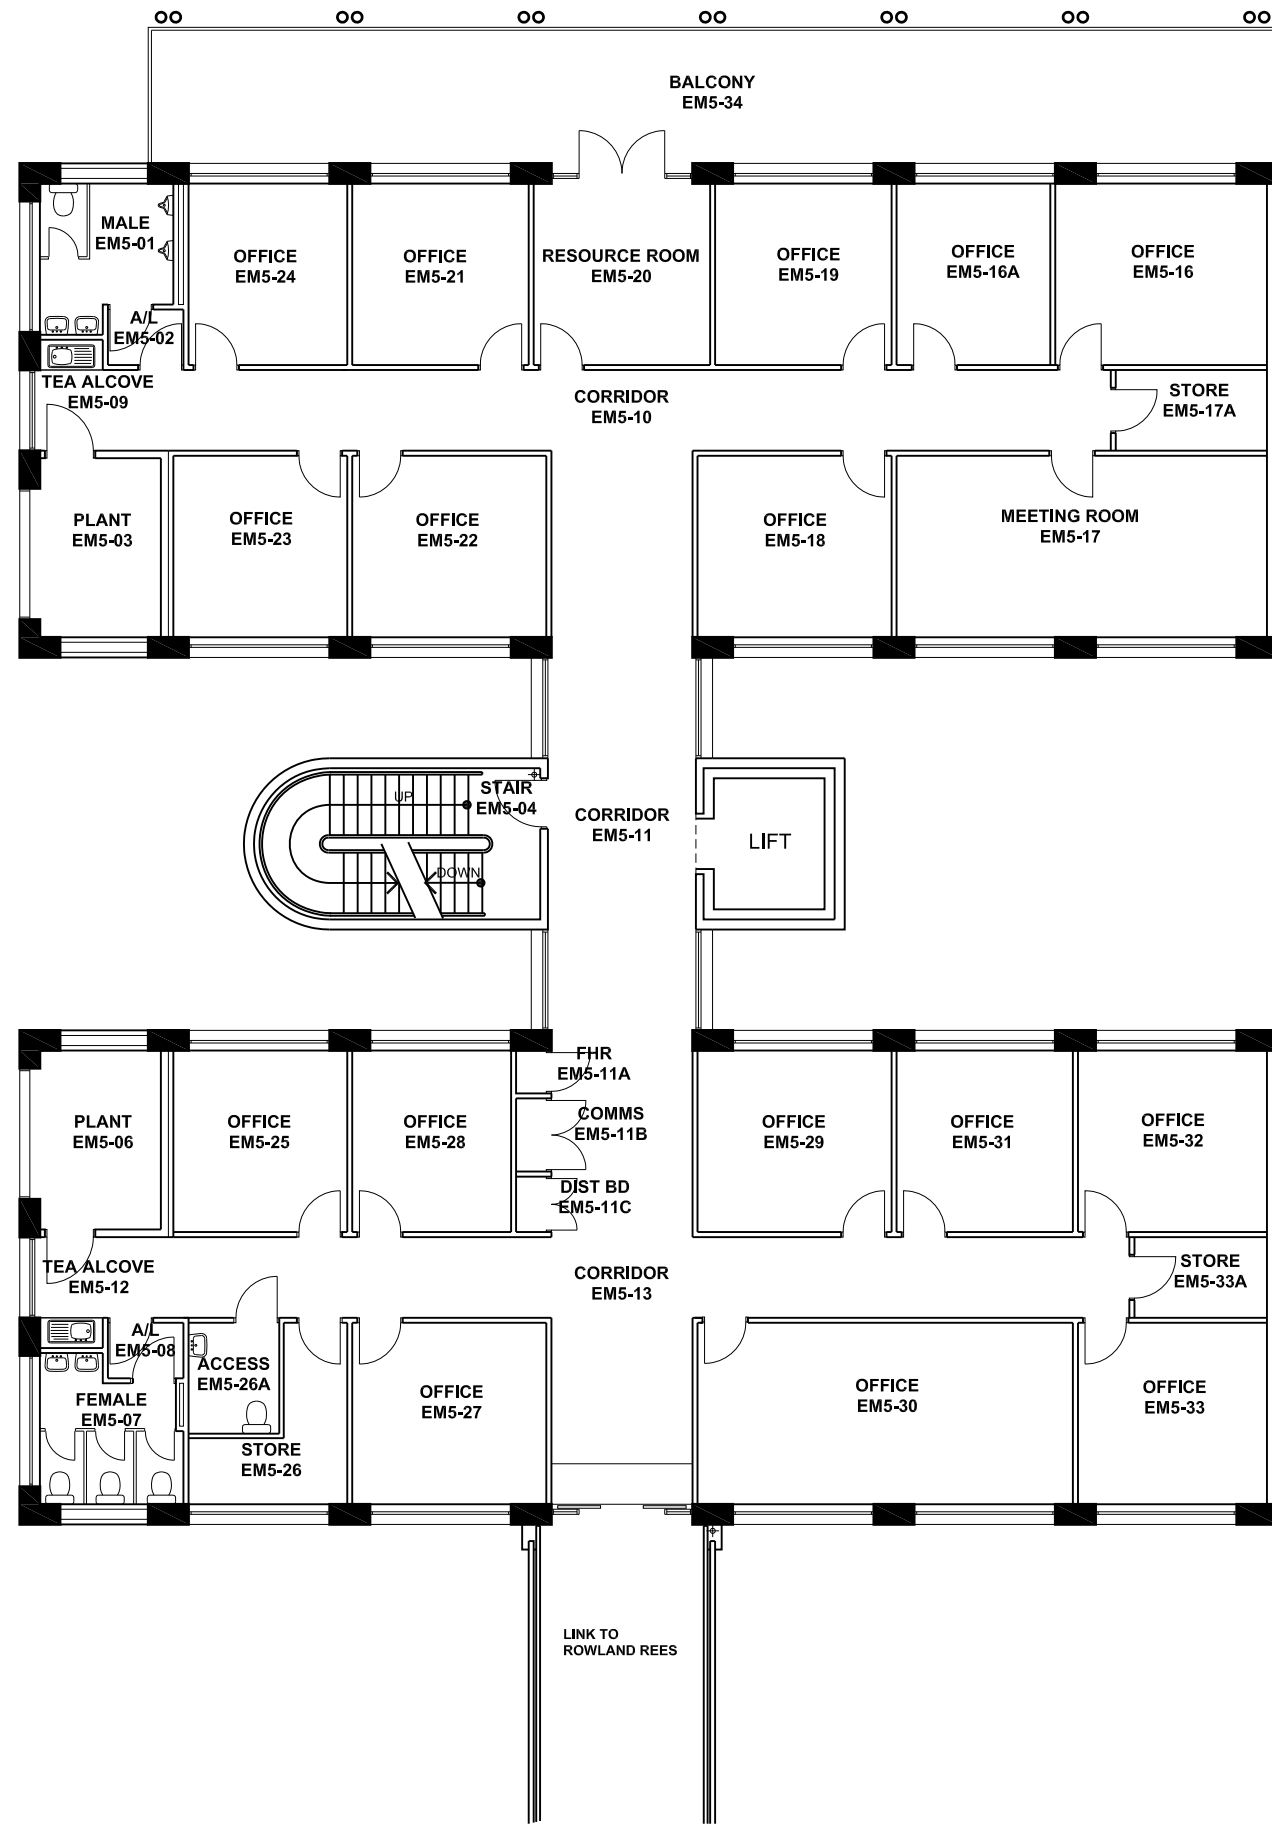 BALCONY
EM5-34
MALE
EM5-01
OFFICE
EM5-24
OFFICE
EM5-21
RESOURCE ROOM
EM5-20
OFFICE
EM5-19
OFFICE
EM5-16A
OFFICE
EM5-16
A/L
EM5-02
TEA ALCOVE
EM5-09
CORRIDOR
EM5-10
STORE
EM5-17A
PLANT
EM5-03
OFFICE
EM5-23
OFFICE
EM5-22
OFFICE
EM5-18
MEETING ROOM
EM5-17
UP
STAIR
EM5-04
DOWN
CORRIDOR
EM5-11
LIFT
FHR
EM5-11A
PLANT
EM5-06
OFFICE
EM5-25
OFFICE
EM5-28
COMMS
EM5-11B
OFFICE
EM5-29
OFFICE
EM5-31
OFFICE
EM5-32
DIST BD
EM5-11C
TEA ALCOVE
EM5-12
CORRIDOR
EM5-13
STORE
EM5-33A
A/L
EM5-08
ACCESS
EM5-26A
FEMALE
EM5-07
OFFICE
EM5-27
OFFICE
EM5-30
OFFICE
EM5-33
STORE
EM5-26
LINK TO
ROWLAND REES